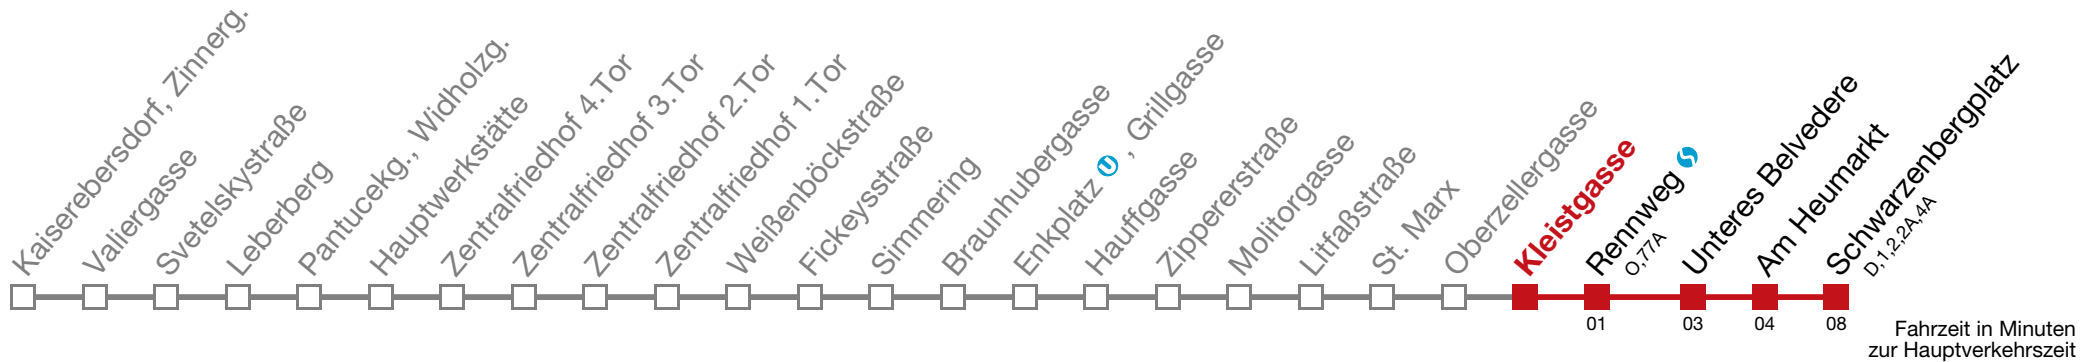 Kaiserebersdorf, Zinnerg.
Valiergasse
Svetelskystraße
Leberberg
Pantucekg., Widholzg.
Hauptwerkstätte
Zentralfriedhof 4.Tor
Zentralfriedhof 3.Tor
Zentralfriedhof 2.Tor
Zentralfriedhof 1.Tor
Weißenböckstraße
Fickeysstraße
Simmering
Braunhubergasse
Enkplatz U , Grillgasse
Hauffgasse
Zippererstraße
Molitorgasse
Litfaßstraße
St. Marx
Oberzellergasse
Kleistgasse
Rennweg
O,77A
Unteres Belvedere
Am Heumarkt
Schwarzenbergplatz
D,1,2,2A,4A
01
03
04
08
Fahrzeit in Minuten
zur Hauptverkehrszeit